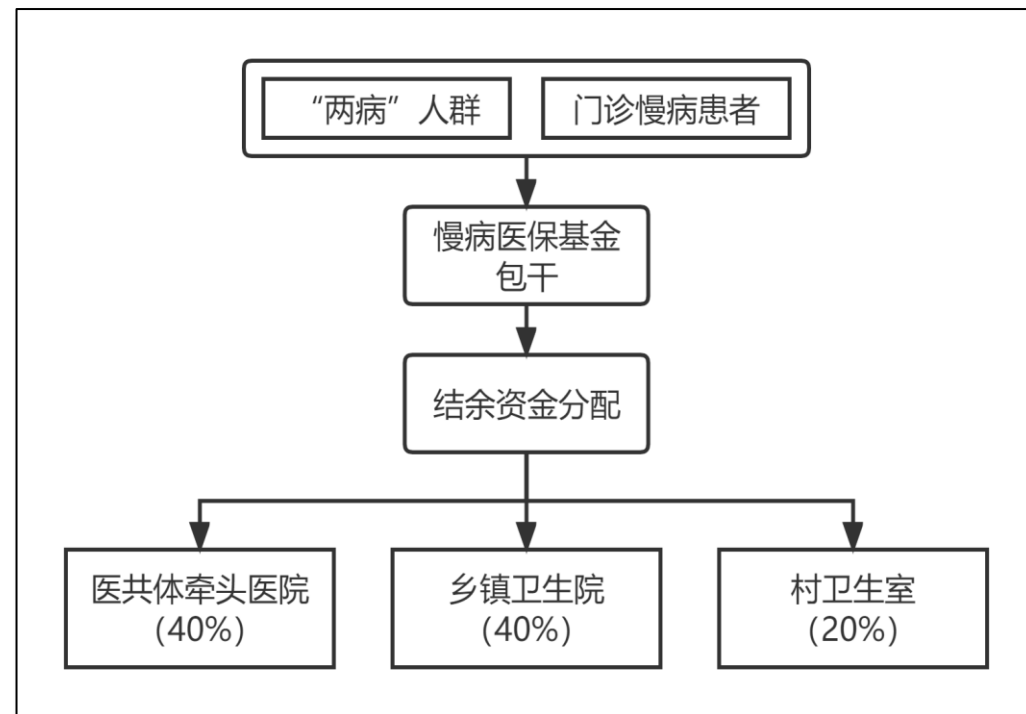 “两病”人群
门诊慢病患者
慢病医保基金
包干
结余资金分配
医共体牵头医院
（40%）
乡镇卫生院
（40%）
村卫生室
（20%）